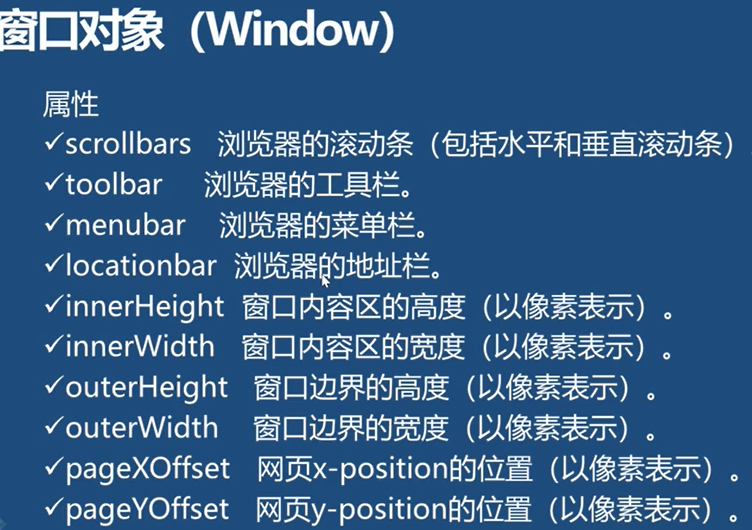 窗口对象（Window）
属性
✓scrollbars 浏览器的滚动条（包括水平和垂直滚动条）
✓toolbar 浏览器的工具栏。
✓menubar 浏览器的菜单栏。
✓locationbar 浏览器的地址栏。
✓innerHeight 窗口内容区的高度（以像素表示）。
✓innerWidth 窗口内容区的宽度（以像素表示）。
✓outerHeight 窗口边界的高度（以像素表示）。
✓outerWidth 窗口边界的宽度（以像素表示）。
✓pageXOffset 网页x-position的位置（以像素表示）。
✓pageYOffset 网页y-position的位置（以像素表示）。